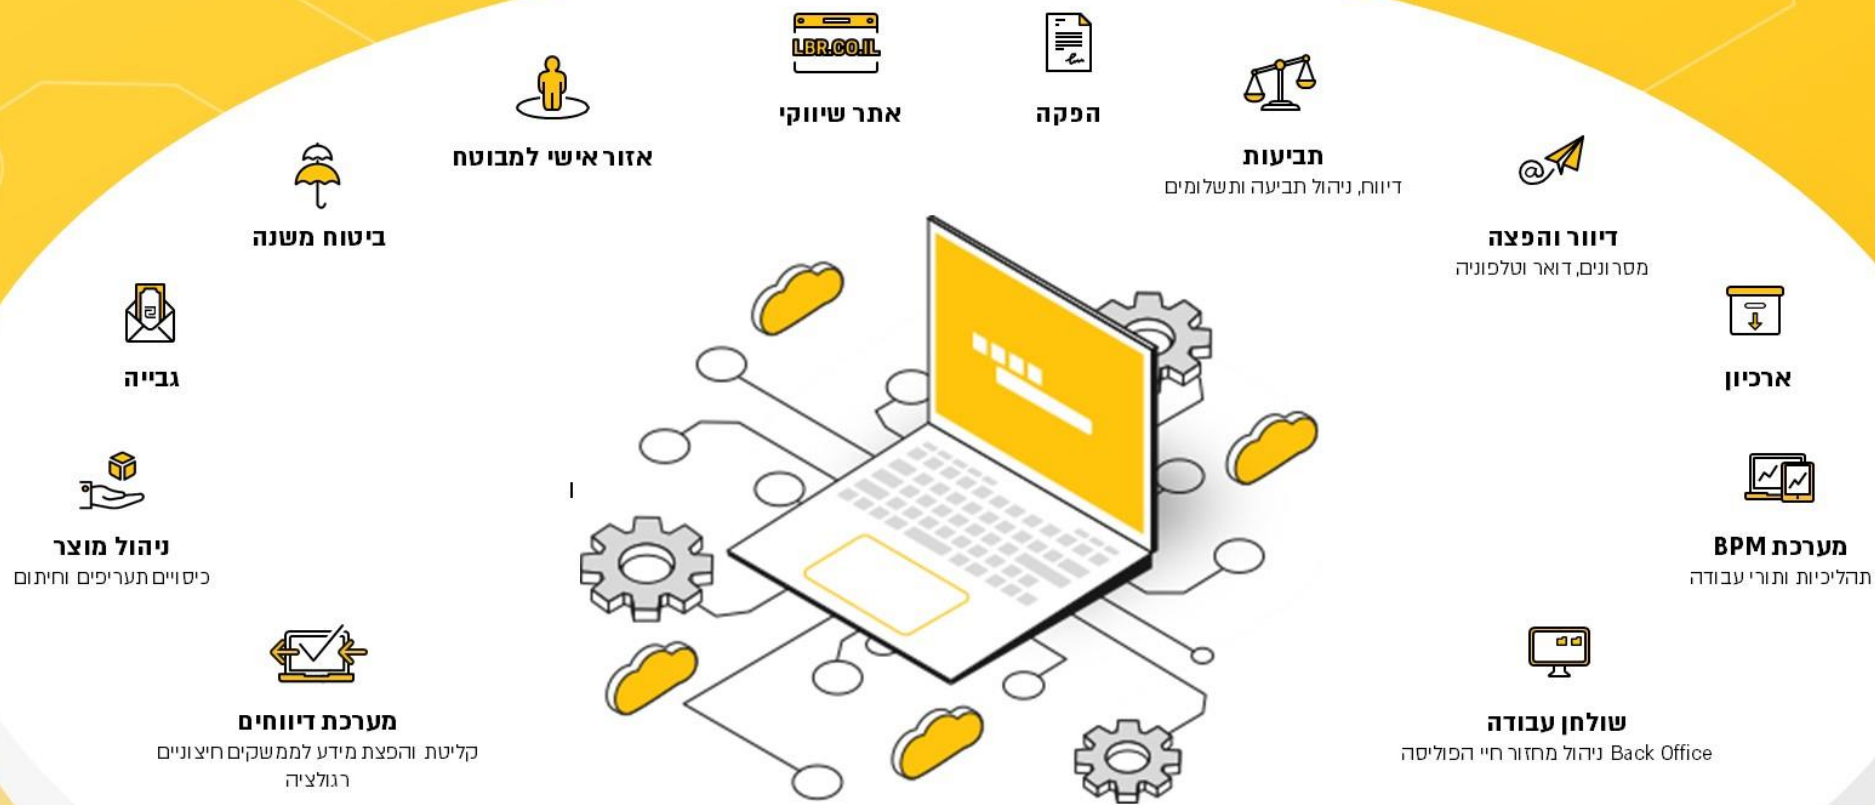 LBR.CO.IL
אתר שיווקי
הפקה
תביעות
דיווח, ניהול תביעה ותשלומים
דיוור והפצה
מסרונים, דואר וטלפוניה
ארכיון
מערכת BPM
תהליכיות ותורי עבודה
שולחן עבודה
Back Office ניהול מחזור חיי הפוליסה
אזור אישי למבוטח
ביטוח משנה
גבייה
ניהול מוצר
כיסויים תעריפים וחיתום
מערכת דיווחים
קליטת והפצת מידע לממשקים חיצוניים
רגולציה
ו